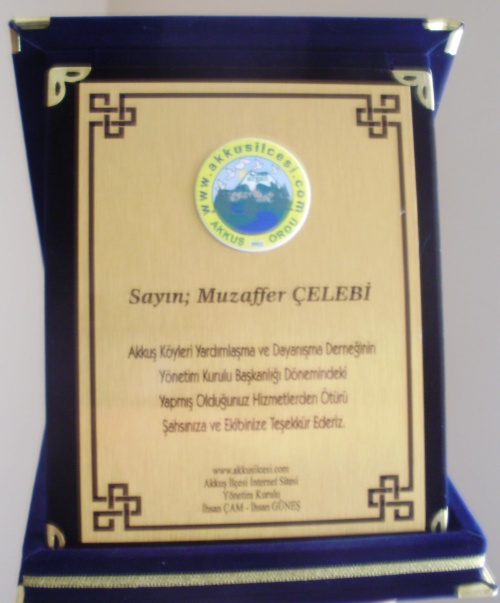 www.akkusilcesi.com
AKKUŞ ORDU
Sayın; Muzaffer ÇELEBİ
Akkuş Köyleri Yardımlaşma ve Dayanışma Derneğinin
Yönetim Kurulu Başkanlığı Dönemindeki
Yapmış Olduğunuz Hizmetlerden Ötürü
Şahsınıza ve Ekibinize Teşekkür Ederiz.
www.akkusilcesi.com
Akkuş İlçesi İnternet Sitesi
Yönetim Kurulu
İhsan ÇAM - İhsan GÜNEŞ